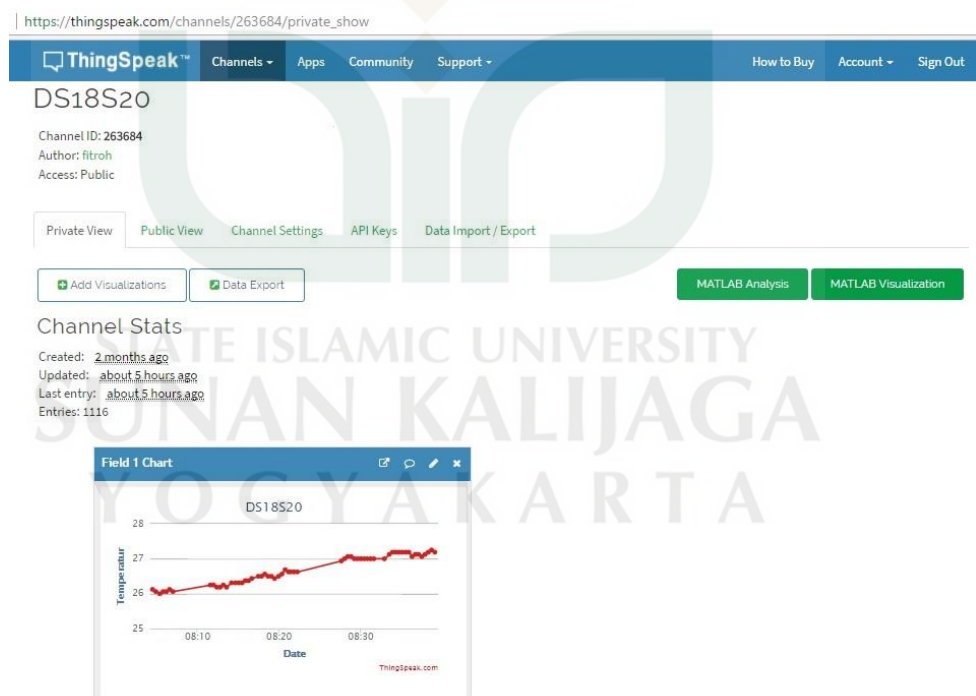 https://thingspeak.com/channels/263684/private_show
ThingSpeak™ Channels Apps Community Support How to Buy Account Sign Out
DS18S20
Channel ID: 263684
Author: fitroh
Access: Public
Private View Public View Channel Settings API Keys Data Import / Export
Add Visualizations Data Export MATLAB Analysis MATLAB Visualization
Channel Stats
Created: 2 months ago
Updated: about 5 hours ago
Last entry: about 5 hours ago
Entries: 1116
STATE ISLAMIC UNIVERSITY
SUNAN KALIJAGA
YOGYAKARTA
Field 1 Chart
DS18S20
Temperatur
28
27
26
25
08:10 08:20 08:30
Date
ThingSpeak.com